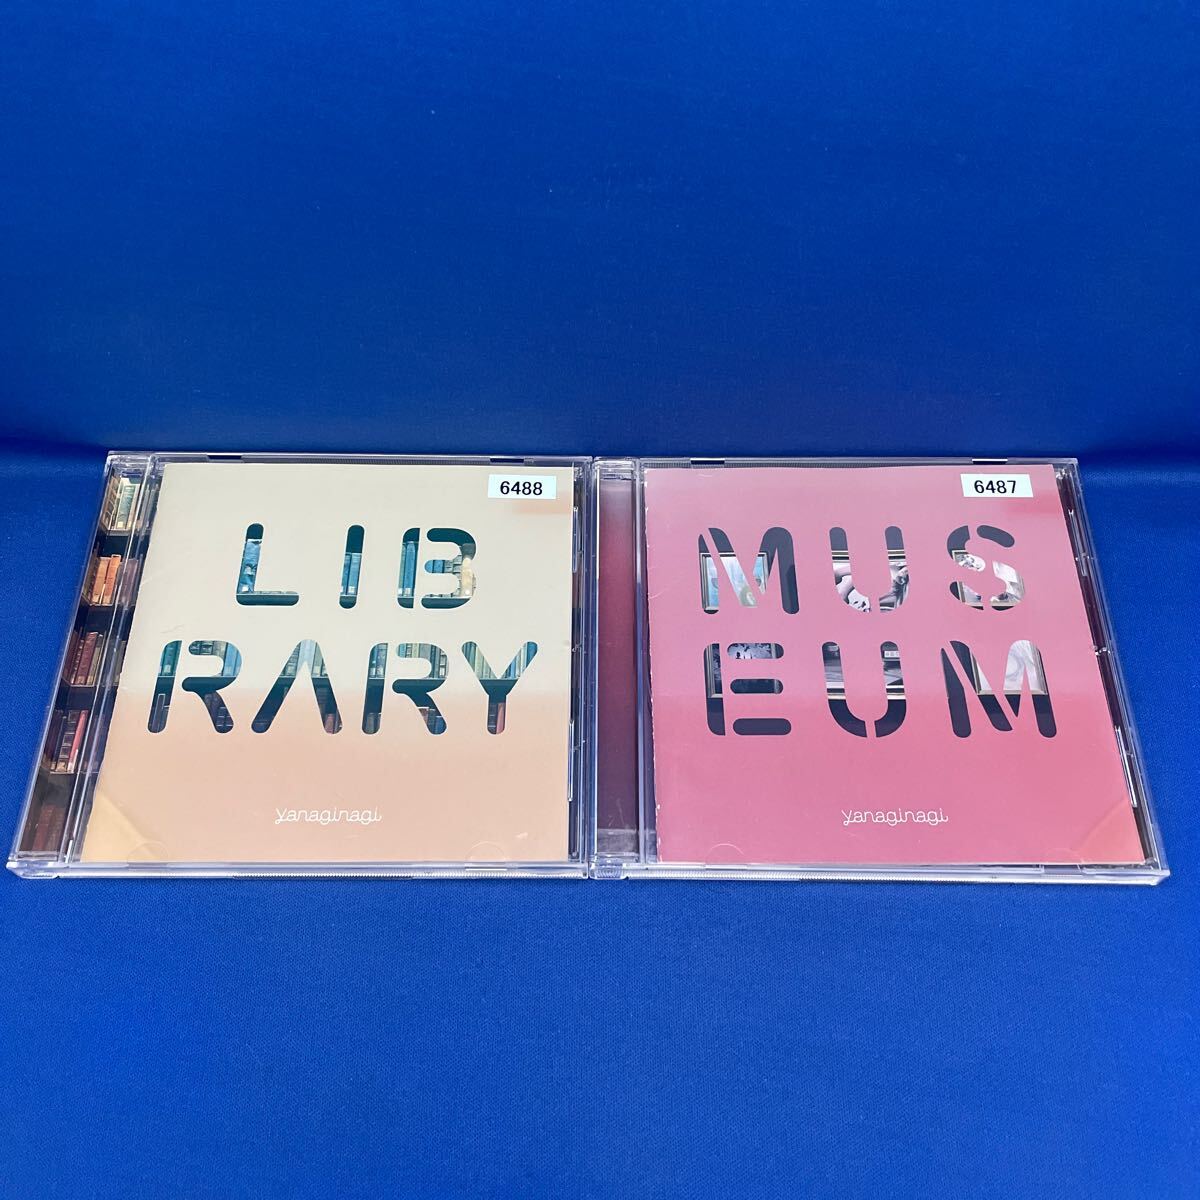 6488
LIB
RARY
yanaginagi
6487
MUS
EUM
yanaginagi